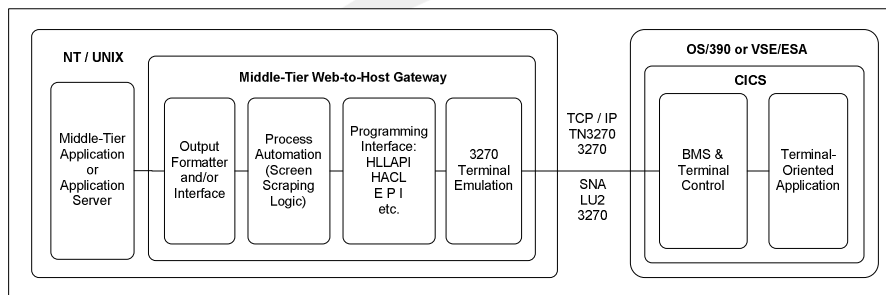 NT / UNIX
Middle-Tier
Application
or
Application
Server
Middle-Tier Web-to-Host Gateway
Output
Formatter
and/or
Interface
Process
Automation
(Screen
Scraping
Logic)
Programming
Interface:
HLLAPI
HACL
E P I
etc.
3270
Terminal
Emulation
TCP / IP
TN3270
3270
SNA
LU2
3270
OS/390 or VSE/ESA
CICS
BMS &
Terminal
Control
Terminal-
Oriented
Application